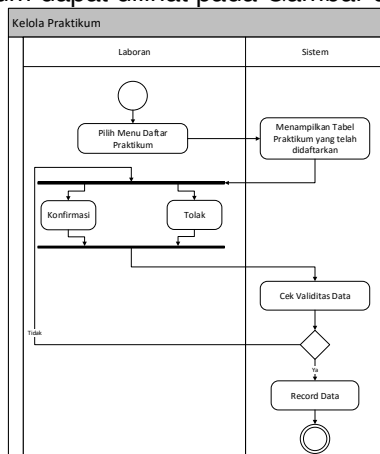 Kelola Praktikum
Laboran
Sistem
Pilih Menu Daftar
Praktikum
Menampilkan Tabel
Praktikum yang telah
didaftarkan
Konfirmasi
Tolak
Cek Validitas Data
Tidak
Ya
Record Data